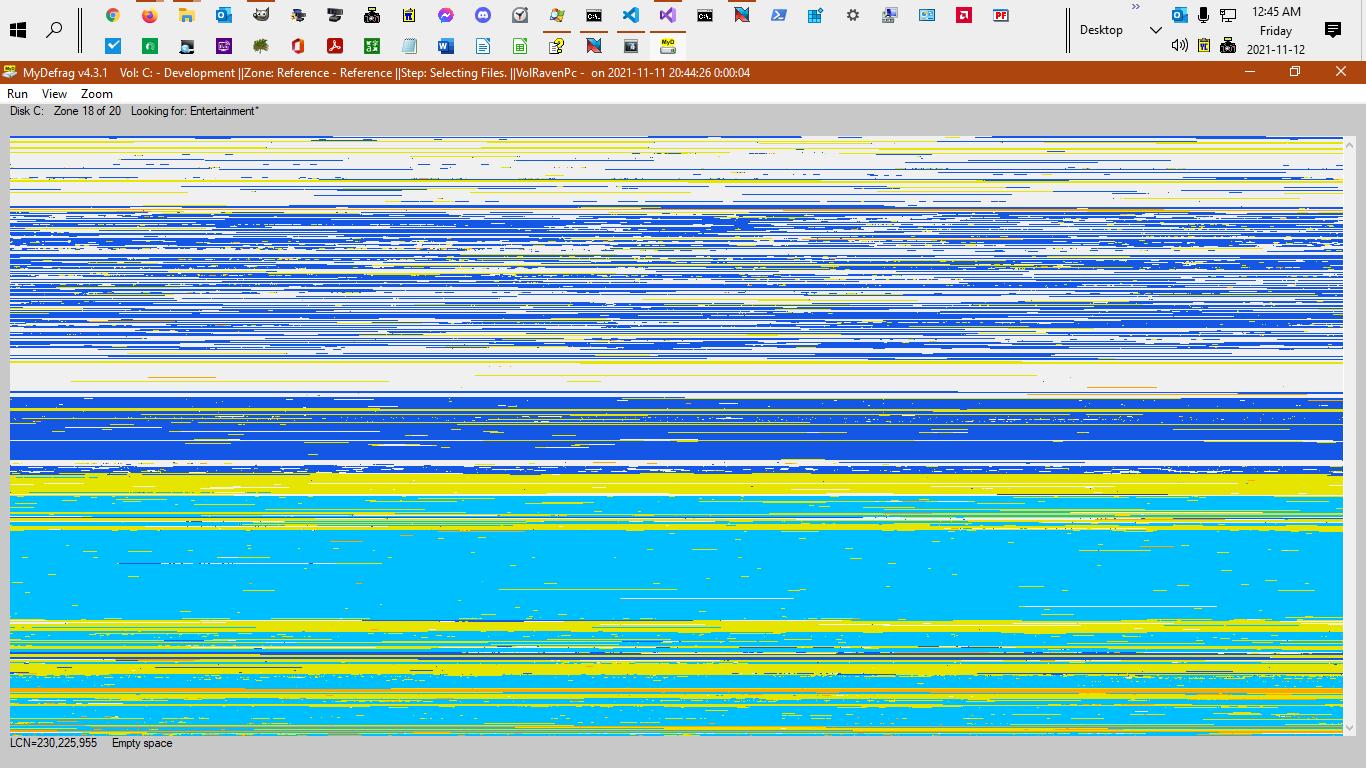 12:45 AM
Desktop
Friday
2021-11-12
MyDefrag v4.3.1 Vol: C: - Development ||Zone: Reference - Reference ||Step: Selecting Files. ||VolRavenPc - on 2021-11-11 20:44:26 0:00:04
Run View Zoom
Disk C: Zone 18 of 20 Looking for: Entertainment*
LCN=230,225,955 Empty space